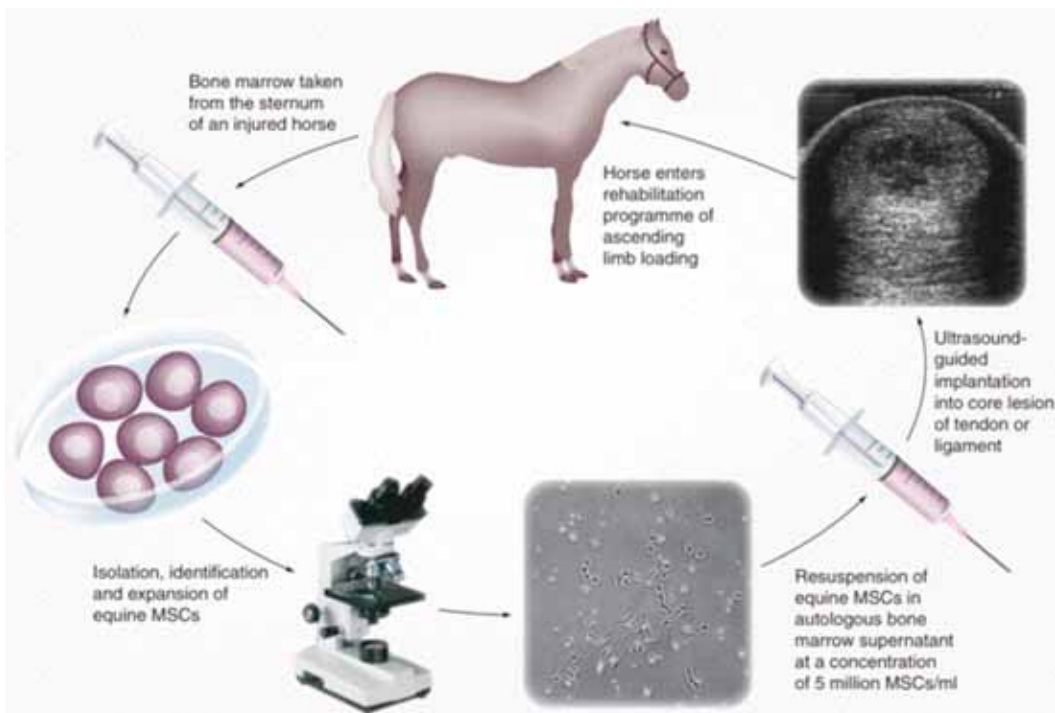 Bone marrow taken
from the sternum
of an injured horse
Horse enters
rehabilitation
programme of
ascending
limb loading
Ultrasound-
guided
implantation
into core lesion
of tendon or
ligament
Isolation, identification
and expansion of
equine MSCs
Resuspension of
equine MSCs in
autologous bone
marrow supernatant
at a concentration
of 5 million MSCs/ml